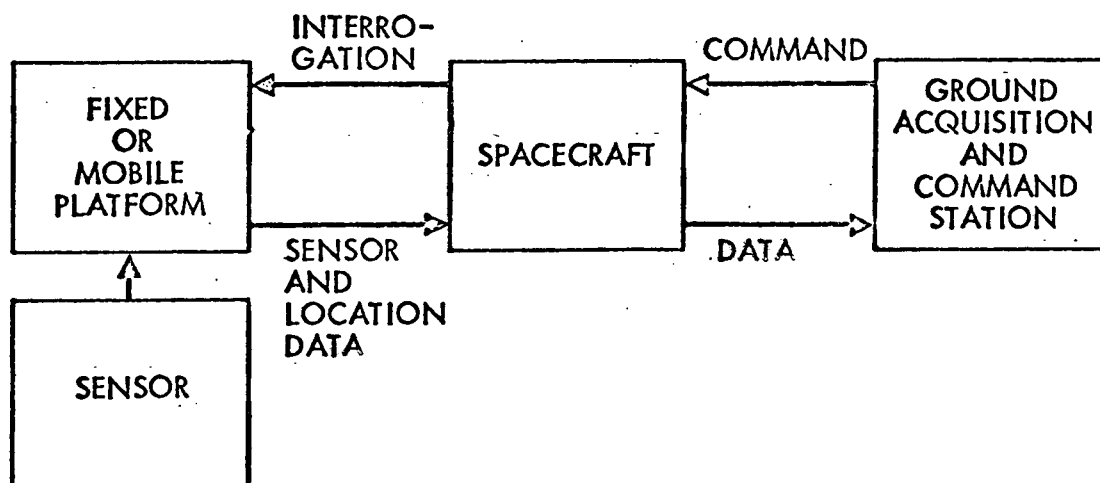 INTERRO-
GATION
COMMAND
FIXED
OR
MOBILE
PLATFORM
SPACECRAFT
GROUND
ACQUISITION
AND
COMMAND
STATION
SENSOR
AND
LOCATION
DATA
DATA
SENSOR